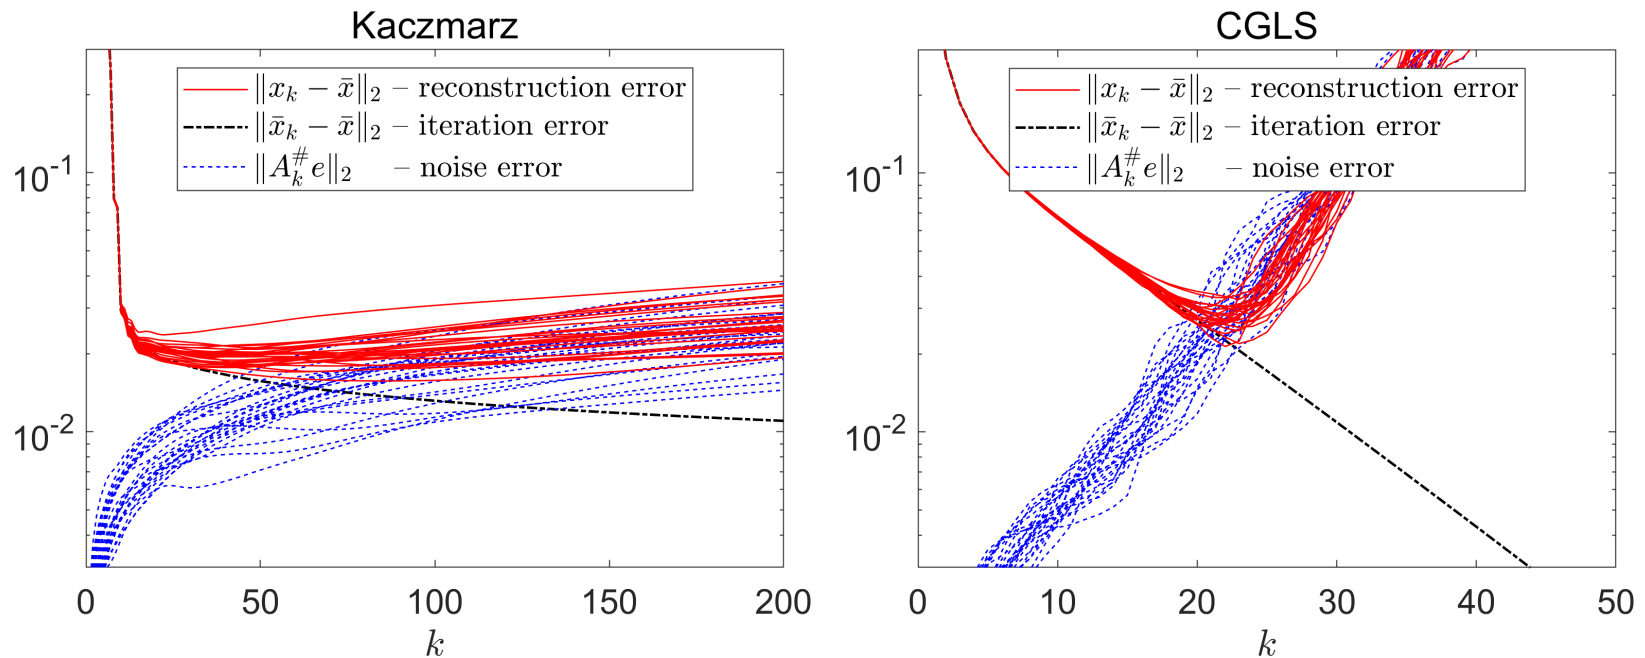 Kaczmarz
‖x_k − x̄‖₂ – reconstruction error
‖x̄_k − x̄‖₂ – iteration error
‖A_k^# e‖₂ – noise error
10^-1
10^-2
0 50 100 150 200
k
CGLS
‖x_k − x̄‖₂ – reconstruction error
‖x̄_k − x̄‖₂ – iteration error
‖A_k^# e‖₂ – noise error
10^-1
10^-2
0 10 20 30 40 50
k